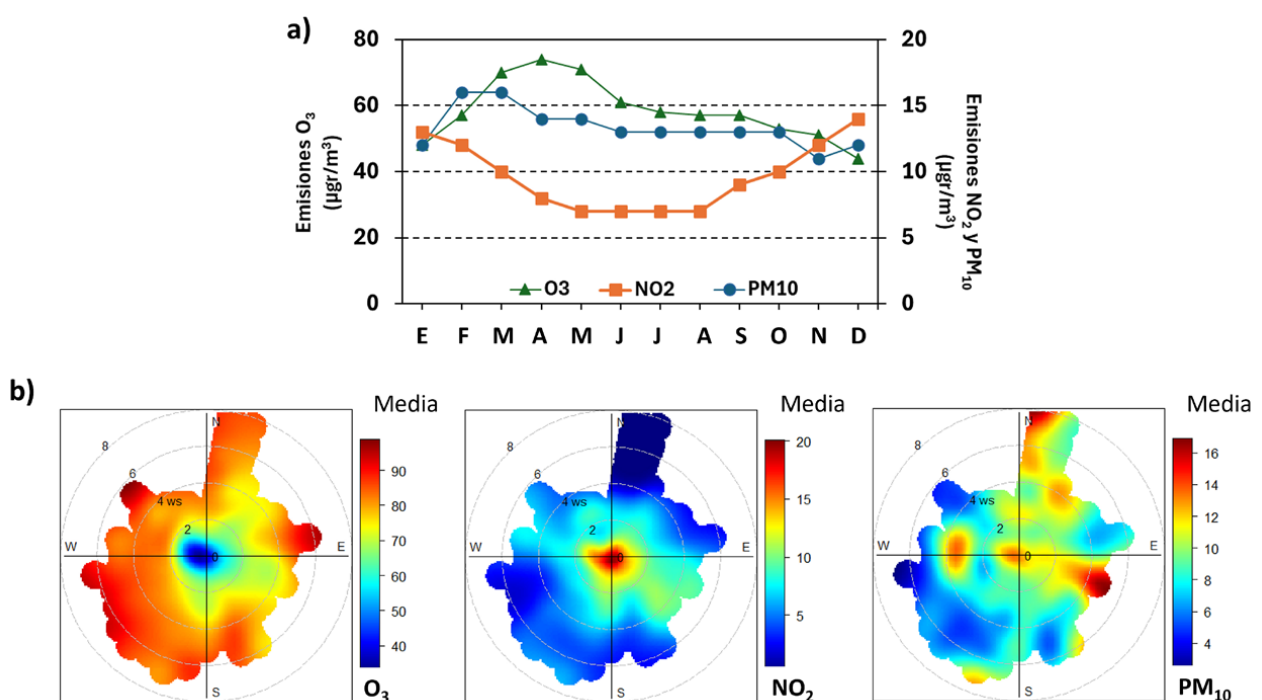 a)
Emisiones O3
(µgr/m3)
80
60
40
20
0
20
15
10
5
0
Emisiones NO2 y PM10
(µgr/m3)
O3 NO2 PM10
E F M A M J J A S O N D
b)
Media
8
6
4 ws
2
0
N
W
E
S
90
80
70
60
50
40
O3
Media
8
6
4 ws
2
0
N
W
E
S
20
15
10
5
NO2
Media
8
6
4 ws
2
0
N
W
E
S
16
14
12
10
8
6
4
PM10